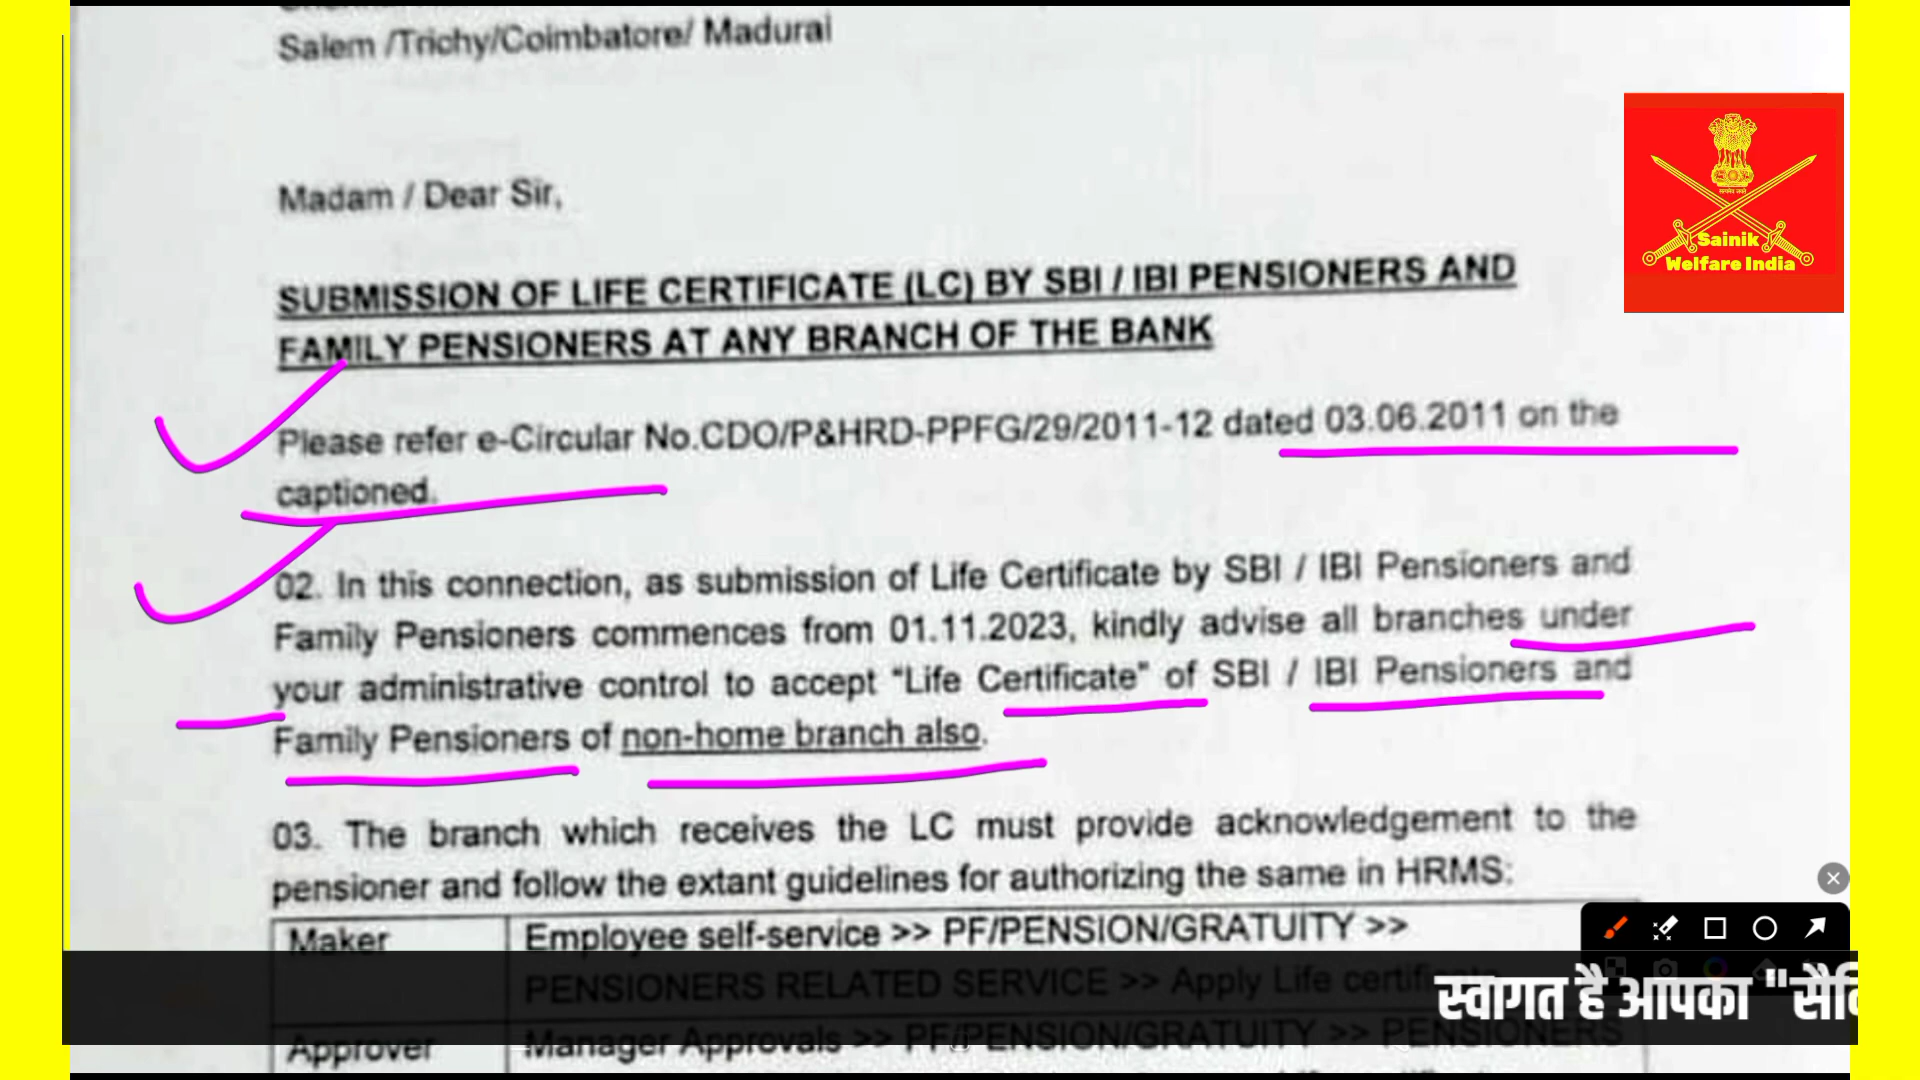 Salem /Trichy/Coimbatore/ Madurai
Madam / Dear Sir,
SUBMISSION OF LIFE CERTIFICATE (LC) BY SBI / IBI PENSIONERS AND
FAMILY PENSIONERS AT ANY BRANCH OF THE BANK
Please refer e-Circular No.CDO/P&HRD-PPFG/29/2011-12 dated 03.06.2011 on the
captioned.
02. In this connection, as submission of Life Certificate by SBI / IBI Pensioners and
Family Pensioners commences from 01.11.2023, kindly advise all branches under
your administrative control to accept “Life Certificate” of SBI / IBI Pensioners and
Family Pensioners of non-home branch also.
03. The branch which receives the LC must provide acknowledgement to the
pensioner and follow the extant guidelines for authorizing the same in HRMS:
Maker Employee self-service >> PF/PENSION/GRATUITY >>
PENSIONERS RELATED SERVICE >> Apply Life
Approver Manager Approvals >> PF/PENSION/GRATUITY >> PENSIONERS
Sainik
Welfare India
स्वागत है आपका "